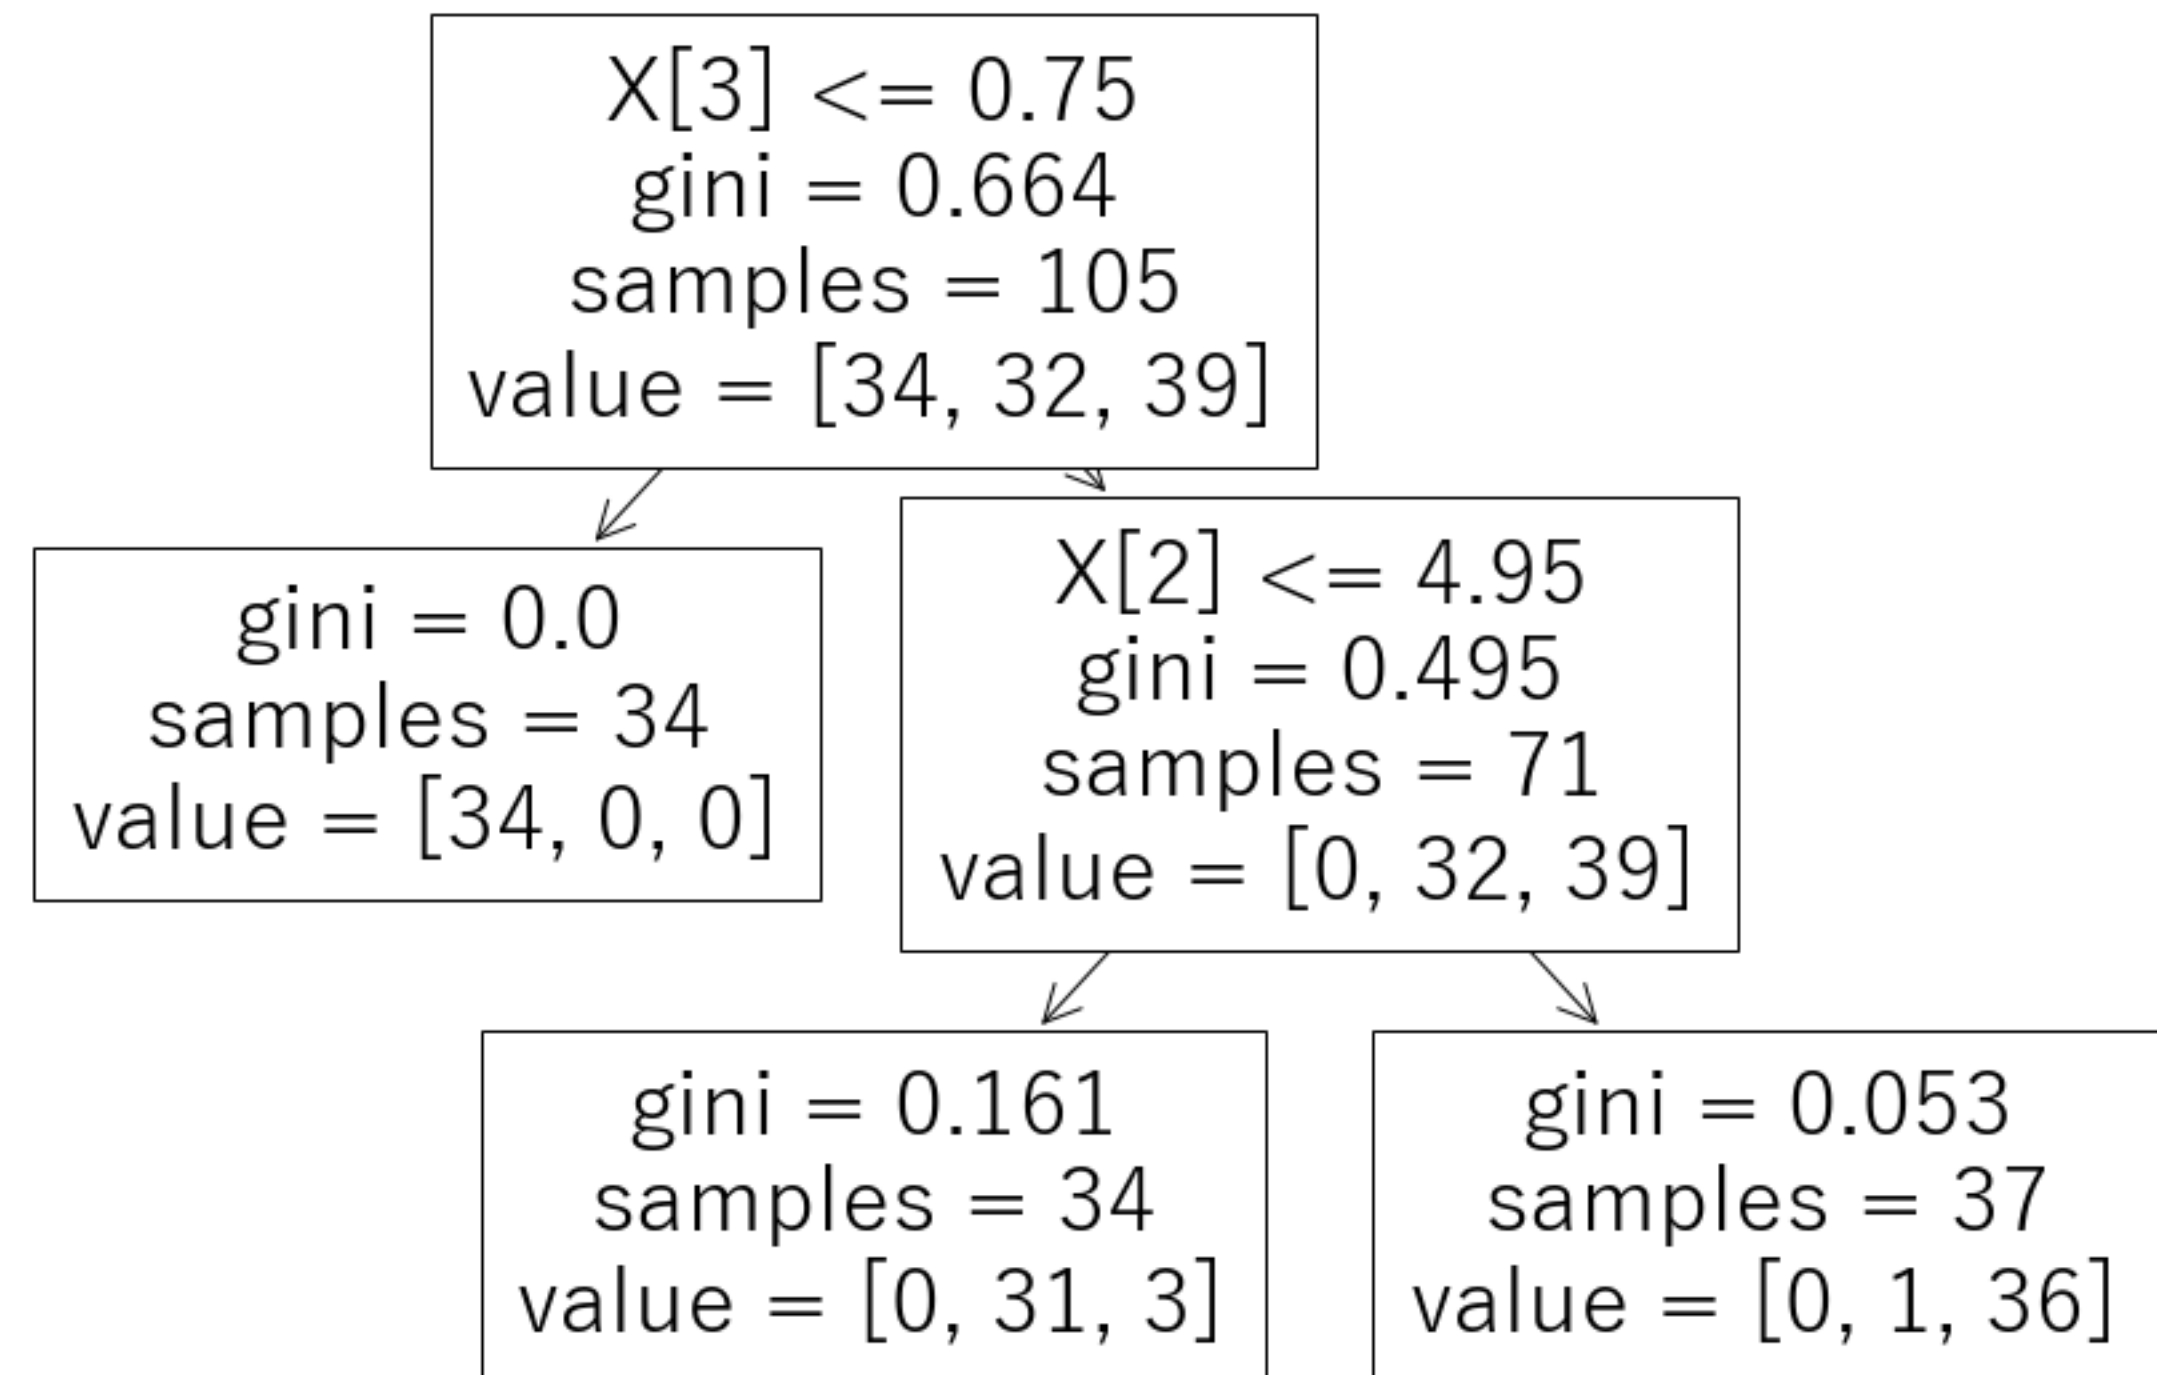 X[3] <= 0.75
gini = 0.664
samples = 105
value = [34, 32, 39]
gini = 0.0
samples = 34
value = [34, 0, 0]
X[2] <= 4.95
gini = 0.495
samples = 71
value = [0, 32, 39]
gini = 0.161
samples = 34
value = [0, 31, 3]
gini = 0.053
samples = 37
value = [0, 1, 36]